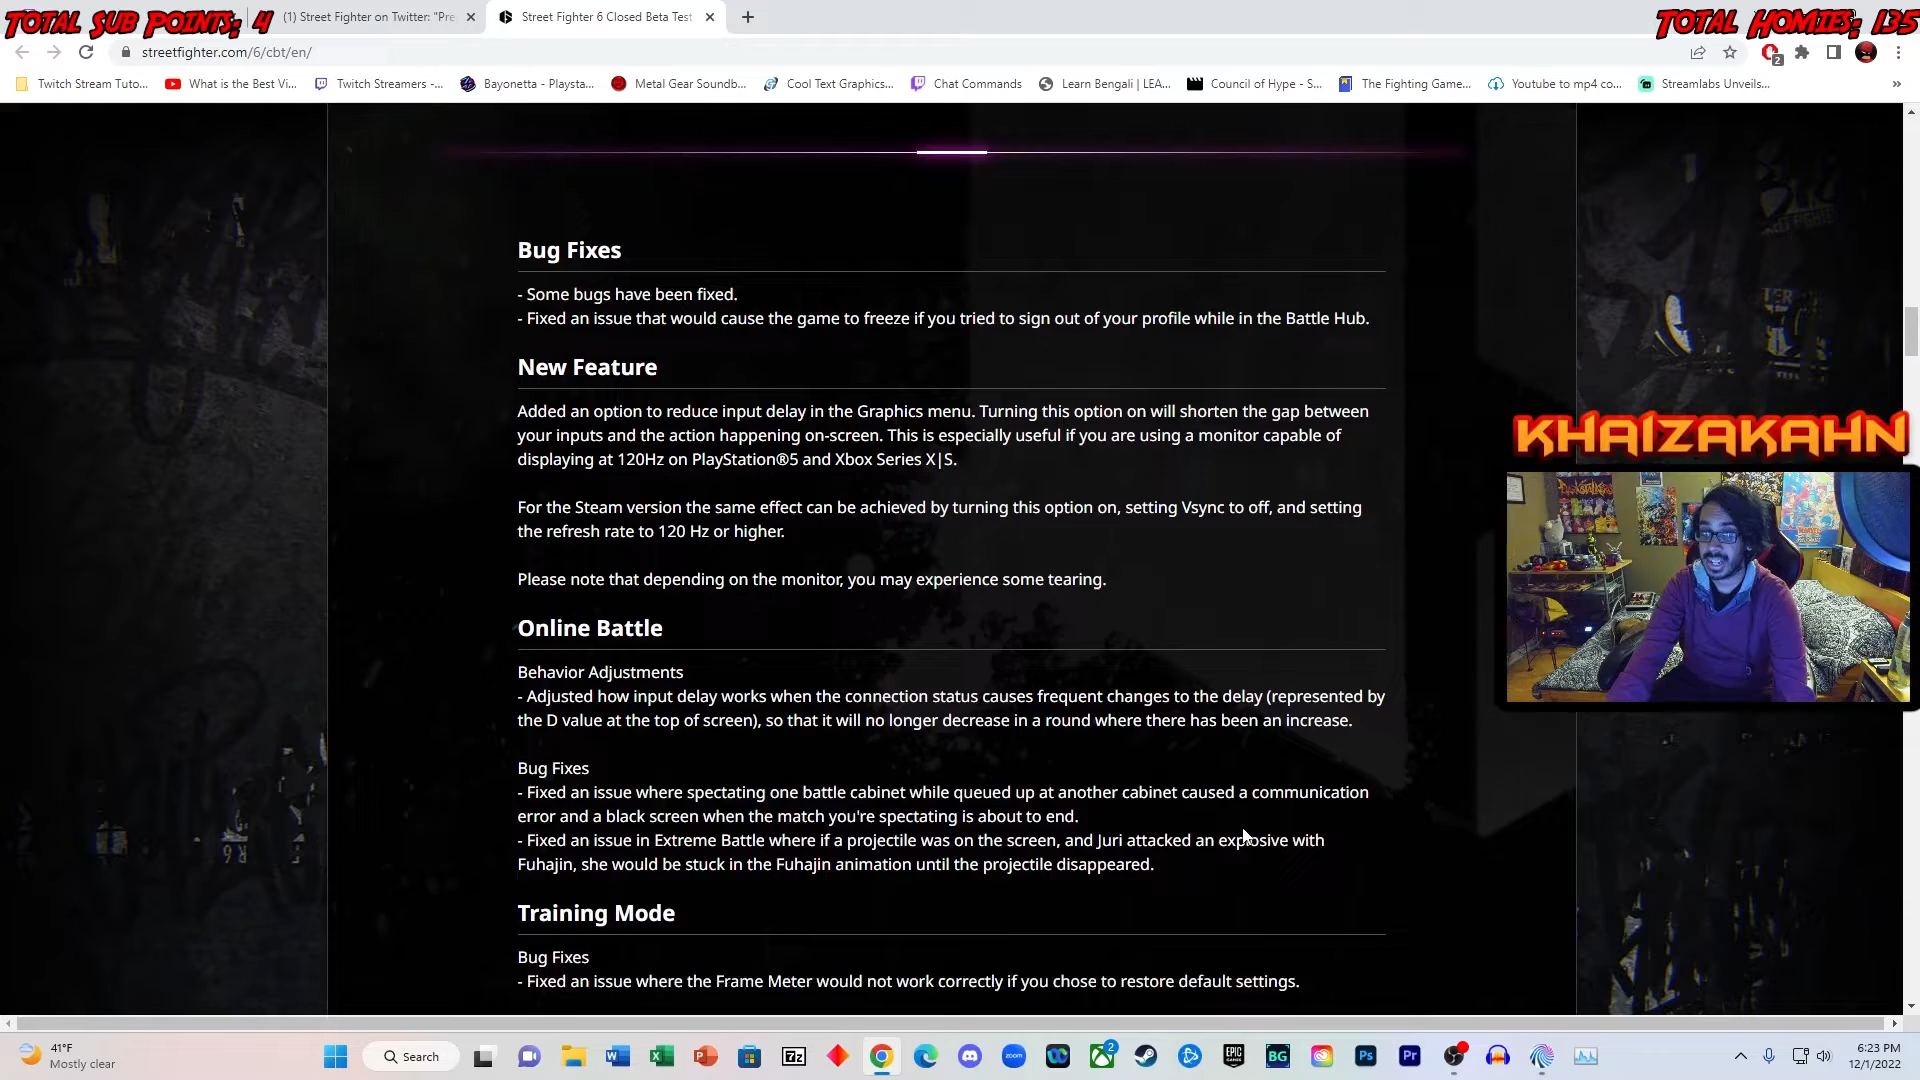 Total Sub Points: 4
(1) Street Fighter on Twitter: "Pre
Street Fighter 6 Closed Beta Test
Total Homies: 135
streetfighter.com/6/cbt/en/
2
Twitch Stream Tuto...
What is the Best Vi...
Twitch Streamers -...
Bayonetta - Playsta...
Metal Gear Soundb...
Cool Text Graphics...
Chat Commands
Learn Bengali | LEA...
Council of Hype - S...
The Fighting Game...
Youtube to mp4 co...
Streamlabs Unveils...
Bug Fixes
- Some bugs have been fixed.
- Fixed an issue that would cause the game to freeze if you tried to sign out of your profile while in the Battle Hub.
New Feature
Added an option to reduce input delay in the Graphics menu. Turning this option on will shorten the gap between
your inputs and the action happening on-screen. This is especially useful if you are using a monitor capable of
displaying at 120Hz on PlayStation®5 and Xbox Series X|S.
For the Steam version the same effect can be achieved by turning this option on, setting Vsync to off, and setting
the refresh rate to 120 Hz or higher.
Please note that depending on the monitor, you may experience some tearing.
Online Battle
Behavior Adjustments
- Adjusted how input delay works when the connection status causes frequent changes to the delay (represented by
the D value at the top of screen), so that it will no longer decrease in a round where there has been an increase.
Bug Fixes
- Fixed an issue where spectating one battle cabinet while queued up at another cabinet caused a communication
error and a black screen when the match you're spectating is about to end.
- Fixed an issue in Extreme Battle where if a projectile was on the screen, and Juri attacked an explosive with
Fuhajin, she would be stuck in the Fuhajin animation until the projectile disappeared.
Training Mode
Bug Fixes
- Fixed an issue where the Frame Meter would not work correctly if you chose to restore default settings.
KHAIZAKAHN
41°F
Mostly clear
Search
7z
zoom
2
EPIC GAMES
BG
Ps
Pr
6:23 PM
12/1/2022